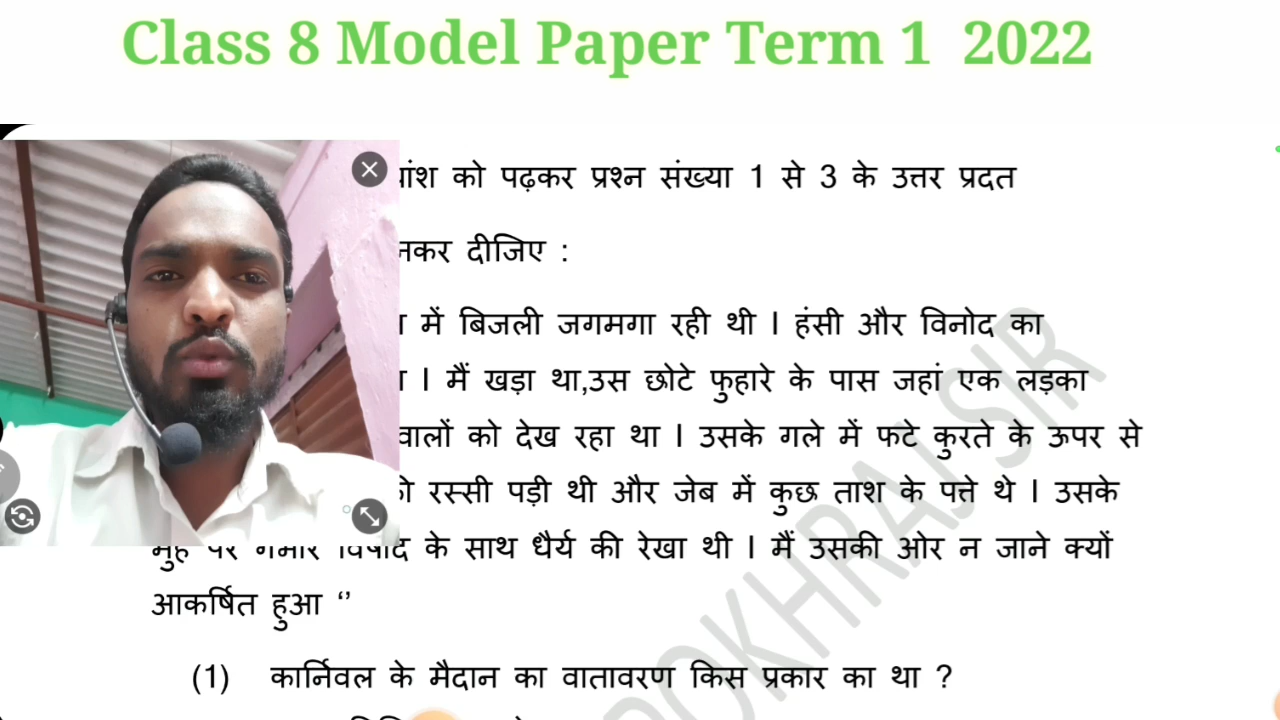 Class 8 Model Paper Term 1 2022
को पढ़कर प्रश्न संख्या 1 से 3 के उत्तर प्रदत
दीजिए :
में बिजली जगमगा रही थी l हंसी और विनोद का
l मैं खड़ा था,उस छोटे फुहारे के पास जहां एक लड़का
वालों को देख रहा था l उसके गले में फटे कुरते के ऊपर से
रस्सी पड़ी थी और जेब में कुछ ताश के पत्ते थे l उसके
के साथ धैर्य की रेखा थी l मैं उसकी ओर न जाने क्यों
आकर्षित हुआ ‘’
(1) कार्निवल के मैदान का वातावरण किस प्रकार का था ?
POKHRAJ SIR